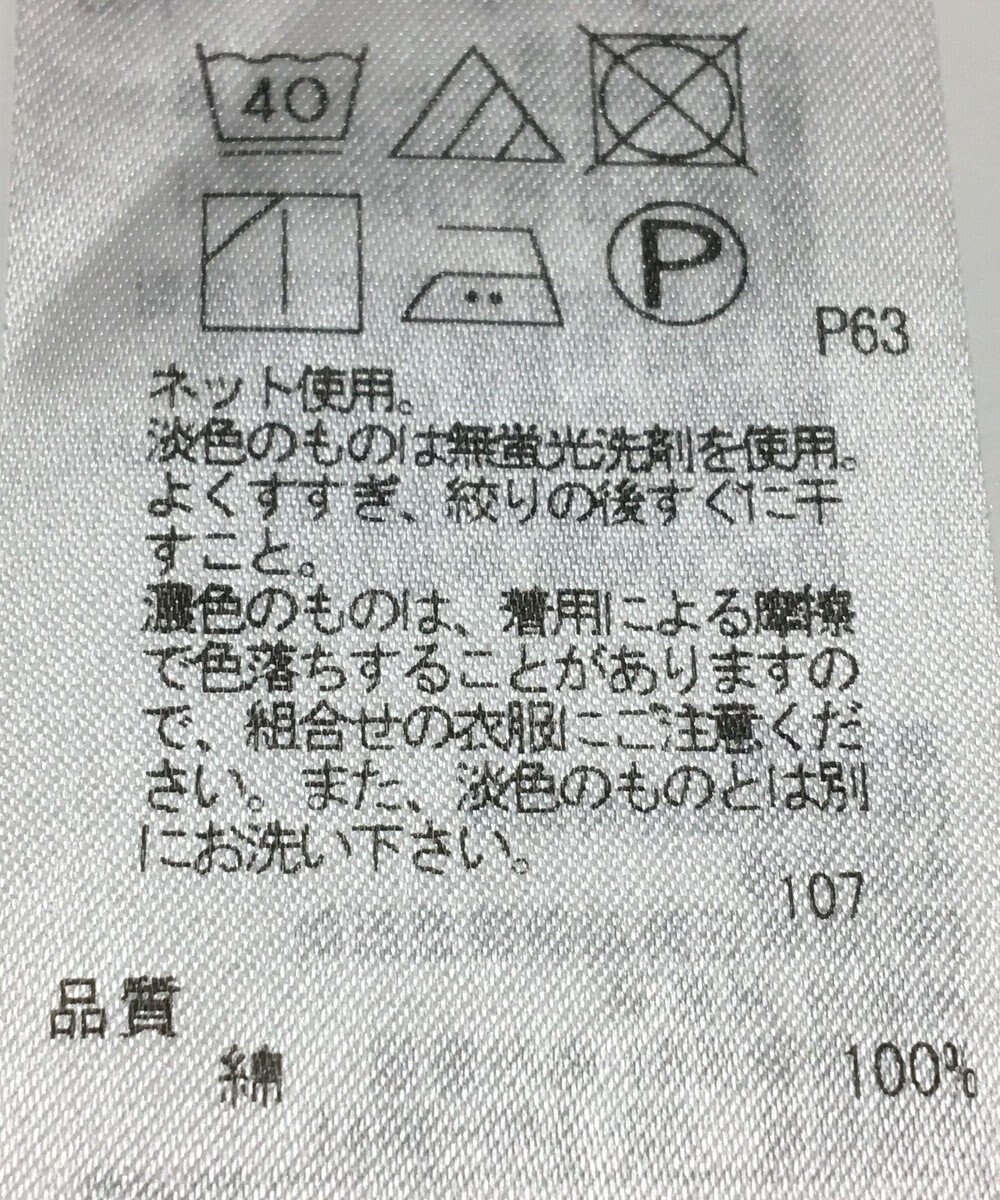 40
P
P63
ネット使用。
淡色のものは無蛍光洗剤を使用。
よくすすぎ、絞りの後すぐに干
すこと。
濃色のものは、着用による摩擦
で色落ちすることがありますの
で、組合せの衣服にご注意くだ
さい。また、淡色のものとは別
にお洗い下さい。
107
品質
綿 100%